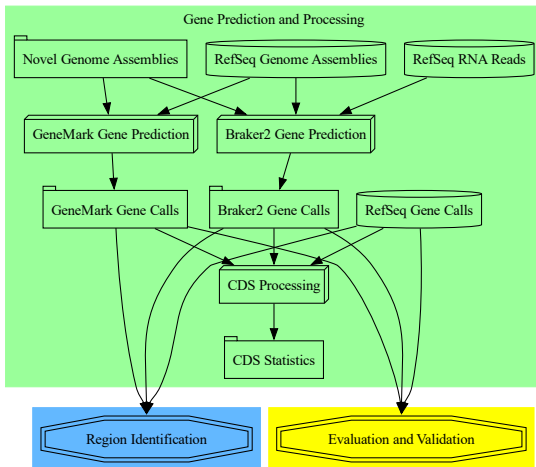 Gene Prediction and Processing
Novel Genome Assemblies
RefSeq Genome Assemblies
RefSeq RNA Reads
GeneMark Gene Prediction
Braker2 Gene Prediction
GeneMark Gene Calls
Braker2 Gene Calls
RefSeq Gene Calls
CDS Processing
CDS Statistics
Region Identification
Evaluation and Validation